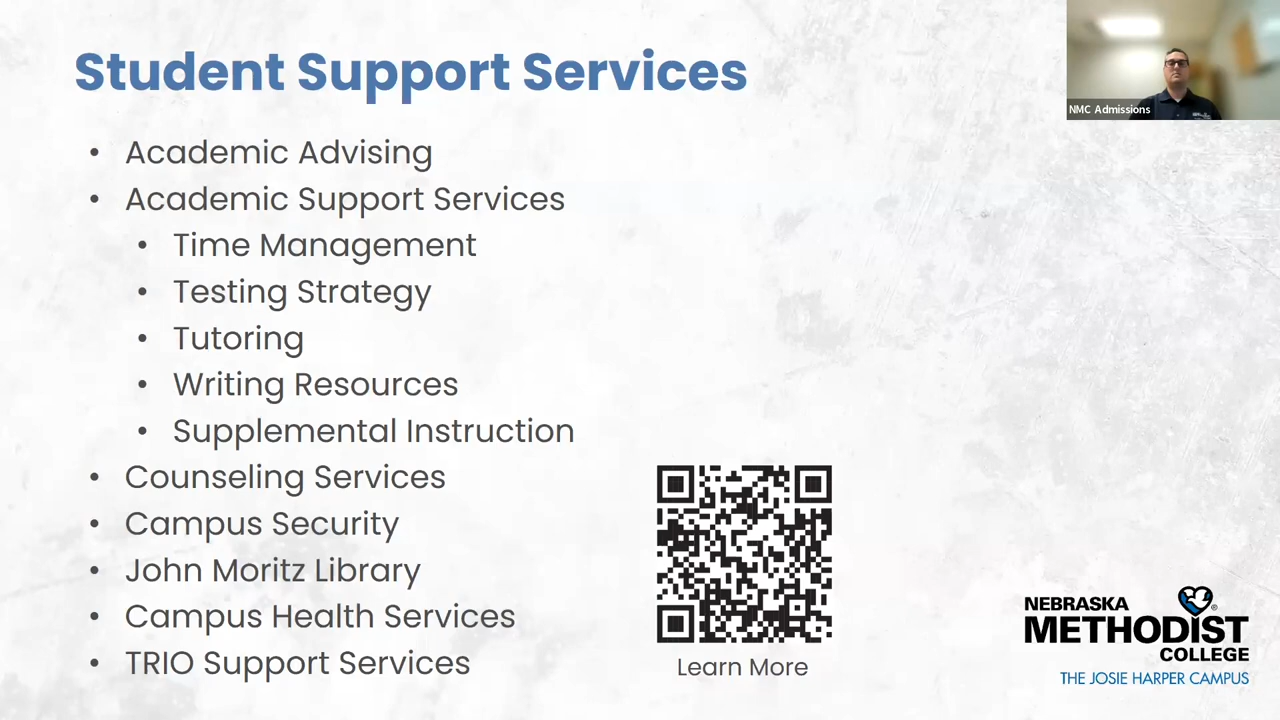 Student Support Services
NMC Admissions
• Academic Advising
• Academic Support Services
• Time Management
• Testing Strategy
• Tutoring
• Writing Resources
• Supplemental Instruction
• Counseling Services
• Campus Security
• John Moritz Library
• Campus Health Services
• TRIO Support Services
Learn More
NEBRASKA
METHODIST
COLLEGE
THE JOSIE HARPER CAMPUS